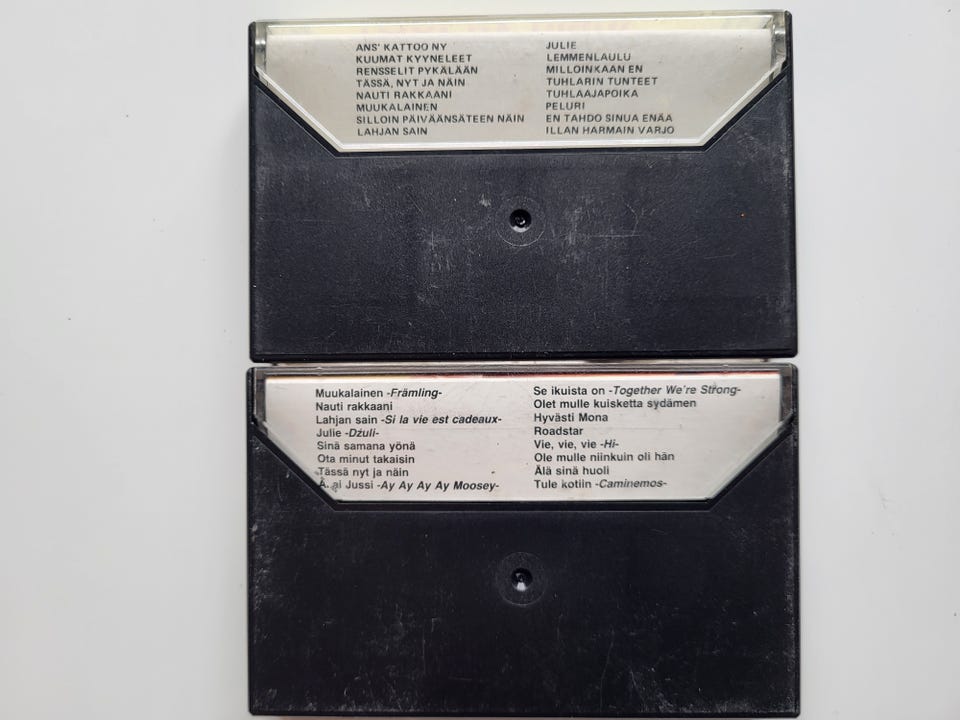 ANS' KATTOO NY
KUUMAT KYYNELEET
RENSSELIT PYKÄLÄÄN
TÄSSÄ, NYT JA NÄIN
NAUTI RAKKAANI
MUUKALAINEN
SILLOIN PÄIVÄÄNSÄTEEN NÄIN
LAHJAN SAIN
JULIE
LEMMENLAULU
MILLOINKAAN EN
TUHLARIN TUNTEET
TUHLAAJAPOIKA
PELURI
EN TAHDO SINUA ENÄÄ
ILLAN HARMAIN VARJO
Muukalainen -Främling-
Nauti rakkaani
Lahjan sain -Si la vie est cadeaux-
Julie -Dźuli-
Sinä samana yönä
Ota minut takaisin
Tässä nyt ja näin
ai Jussi -Ay Ay Ay Ay Moosey-
Se ikuista on -Together We're Strong-
Olet mulle kuisketta sydämen
Hyvästi Mona
Roadstar
Vie, vie, vie -Hi-
Ole mulle niinkuin oli hän
Älä sinä huoli
Tule kotiin -Caminemos-